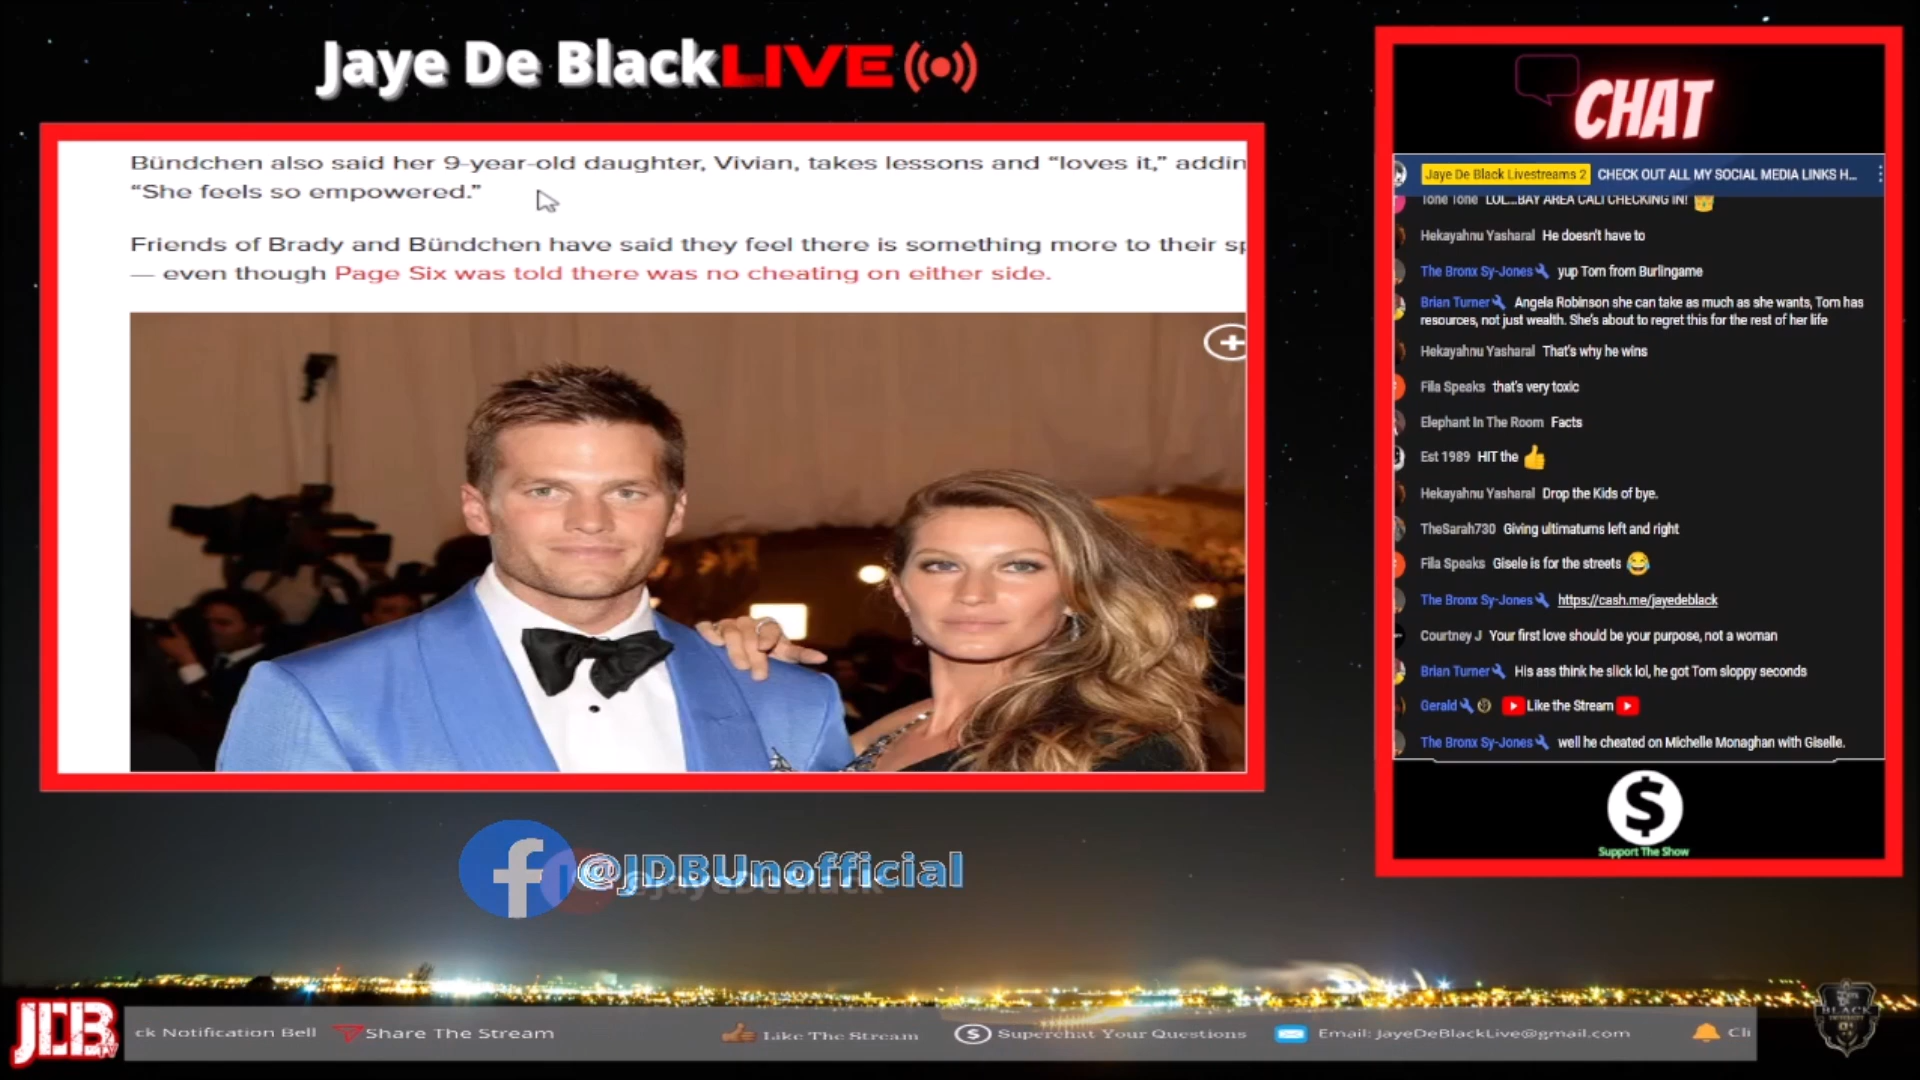 Jaye De BlackLIVE
Bündchen also said her 9-year-old daughter, Vivian, takes lessons and “loves it,” addin
“She feels so empowered.”
Friends of Brady and Bündchen have said they feel there is something more to their sp
— even though Page Six was told there was no cheating on either side.
@JDBUnofficial
CHAT
Jaye De Black Livestreams 2 CHECK OUT ALL MY SOCIAL MEDIA LINKS H...
Tone Tone LOL...BAY AREA CALI CHECKING IN!
Hekayahnu Yasharal He doesn't have to
The Bronx Sy-Jones yup Tom from Burlingame
Brian Turner Angela Robinson she can take as much as she wants, Tom has
resources, not just wealth. She's about to regret this for the rest of her life
Hekayahnu Yasharal That's why he wins
Fila Speaks that's very toxic
Elephant In The Room Facts
Est 1989 HIT the
Hekayahnu Yasharal Drop the Kids of bye.
TheSarah730 Giving ultimatums left and right
Fila Speaks Gisele is for the streets
The Bronx Sy-Jones https://cash.me/jayedeblack
Courtney J Your first love should be your purpose, not a woman
Brian Turner His ass think he slick lol, he got Tom sloppy seconds
Gerald Like the Stream
The Bronx Sy-Jones well he cheated on Michelle Monaghan with Giselle.
$
Support The Show
JDB TV
ck Notification Bell Share The Stream Like The Stream $ Superchat Your Questions Email: JayeDeBlackLive@gmail.com Cli
BLACK